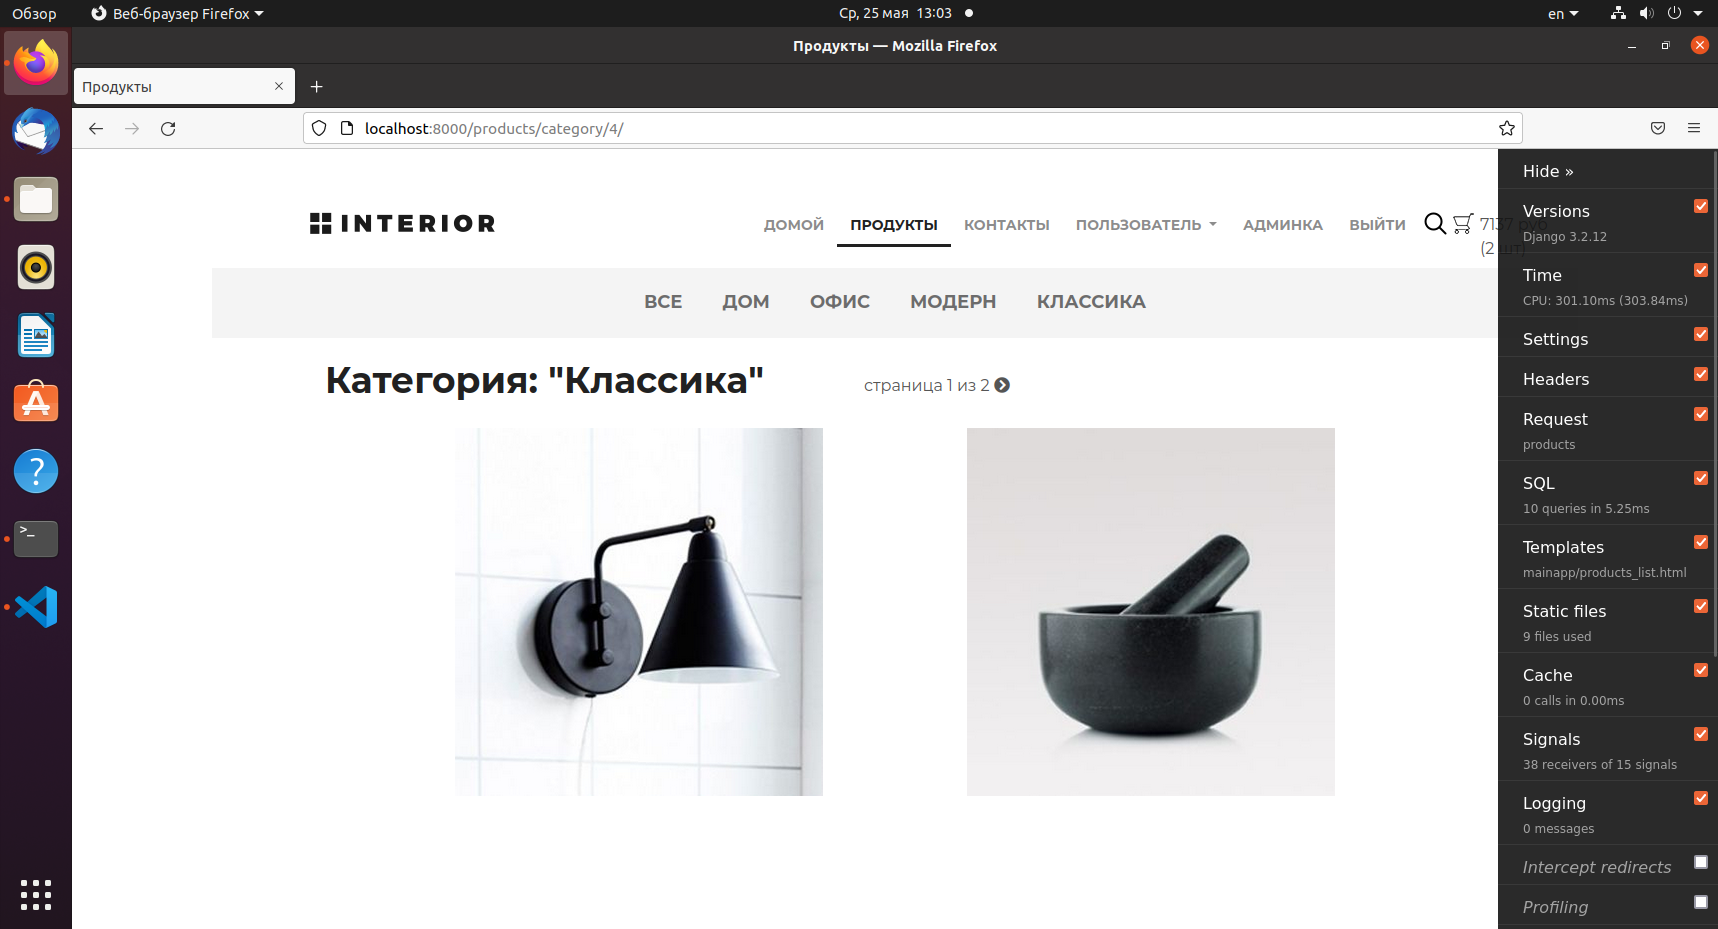 Обзор
Веб-браузер Firefox
Ср, 25 мая 13:03
en
Продукты — Mozilla Firefox
Продукты
localhost:8000/products/category/4/
INTERIOR
ДОМОЙ
ПРОДУКТЫ
КОНТАКТЫ
ПОЛЬЗОВАТЕЛЬ
АДМИНКА
ВЫЙТИ
7137 руб
(2 шт)
ВСЕ
ДОМ
ОФИС
МОДЕРН
КЛАССИКА
Категория: "Классика"
страница 1 из 2
Hide »
Versions
Django 3.2.12
Time
CPU: 301.10ms (303.84ms)
Settings
Headers
Request
products
SQL
10 queries in 5.25ms
Templates
mainapp/products_list.html
Static files
9 files used
Cache
0 calls in 0.00ms
Signals
38 receivers of 15 signals
Logging
0 messages
Intercept redirects
Profiling